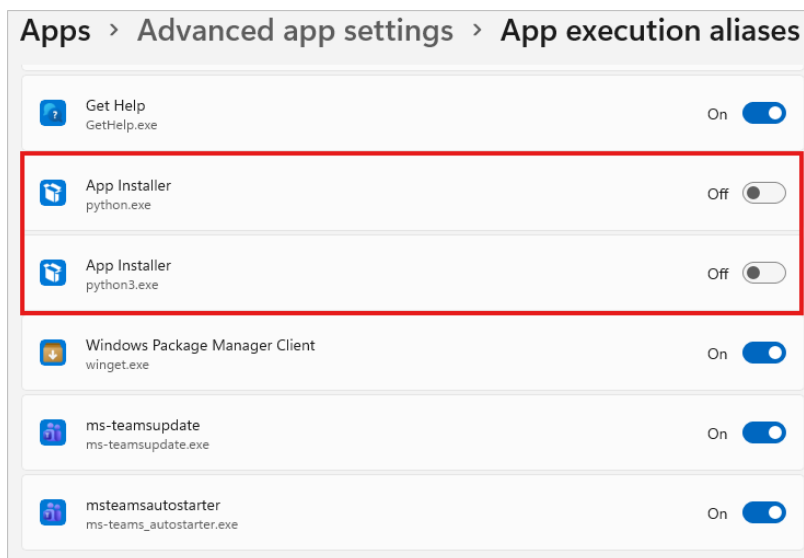 Apps > Advanced app settings > App execution aliases
Get Help
GetHelp.exe
On
App Installer
python.exe
Off
App Installer
python3.exe
Off
Windows Package Manager Client
winget.exe
On
ms-teamsupdate
ms-teamsupdate.exe
On
msteamsautostarter
ms-teams_autostarter.exe
On